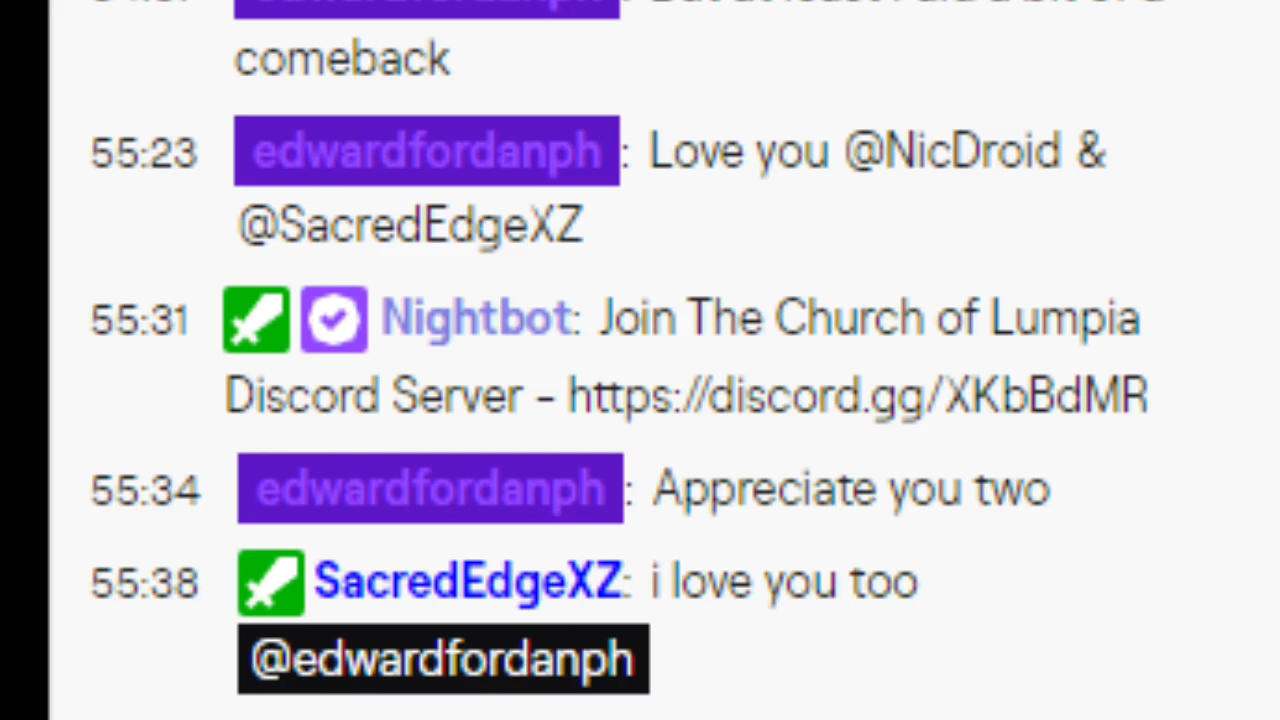 comeback
55:23 edwardfordanph: Love you @NicDroid &
@SacredEdgeXZ
55:31 Nightbot: Join The Church of Lumpia
Discord Server - https://discord.gg/XKbBdMR
55:34 edwardfordanph: Appreciate you two
55:38 SacredEdgeXZ: i love you too
@edwardfordanph